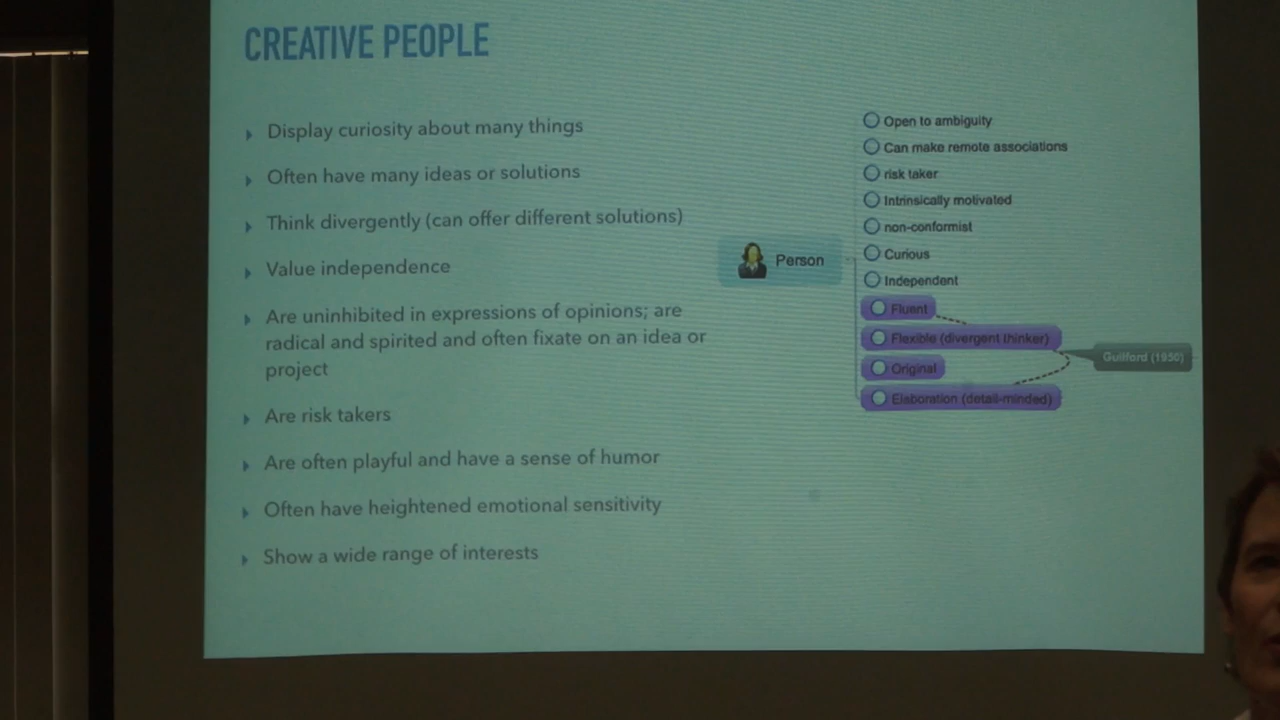 CREATIVE PEOPLE
Display curiosity about many things
Often have many ideas or solutions
Think divergently (can offer different solutions)
Value independence
Are uninhibited in expressions of opinions; are
radical and spirited and often fixate on an idea or
project
Are risk takers
Are often playful and have a sense of humor
Often have heightened emotional sensitivity
Show a wide range of interests
Person
Open to ambiguity
Can make remote associations
risk taker
Intrinsically motivated
non-conformist
Curious
Independent
Fluent
Flexible (divergent thinker)
Original
Elaboration (detail-minded)
Guilford (1950)